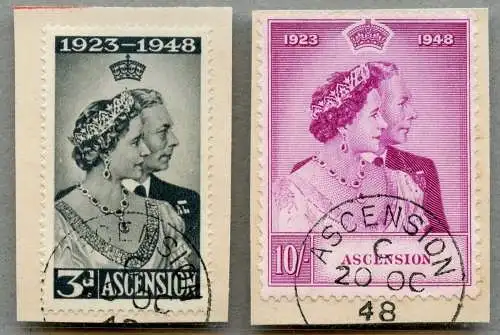 1923-1948
3d ASCENSION
1923 1948
10/- ASCENSION
ASCENSION
C
20 OC
48